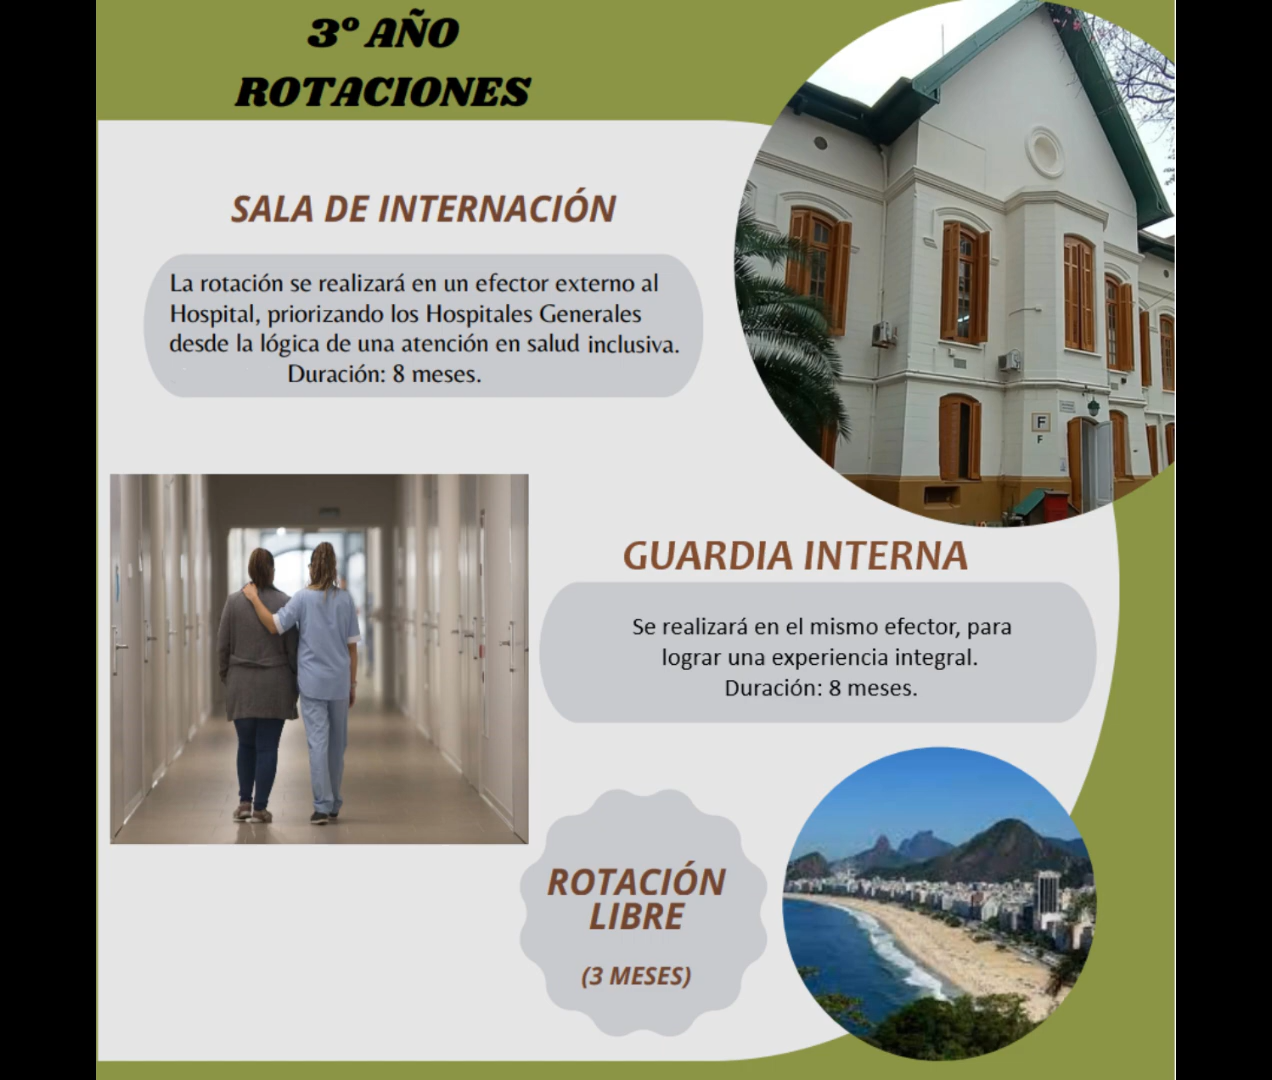 3º AÑO
ROTACIONES
SALA DE INTERNACIÓN
La rotación se realizará en un efector externo al
Hospital, priorizando los Hospitales Generales
desde la lógica de una atención en salud inclusiva.
Duración: 8 meses.
F
F
GUARDIA INTERNA
Se realizará en el mismo efector, para
lograr una experiencia integral.
Duración: 8 meses.
ROTACIÓN
LIBRE
(3 MESES)